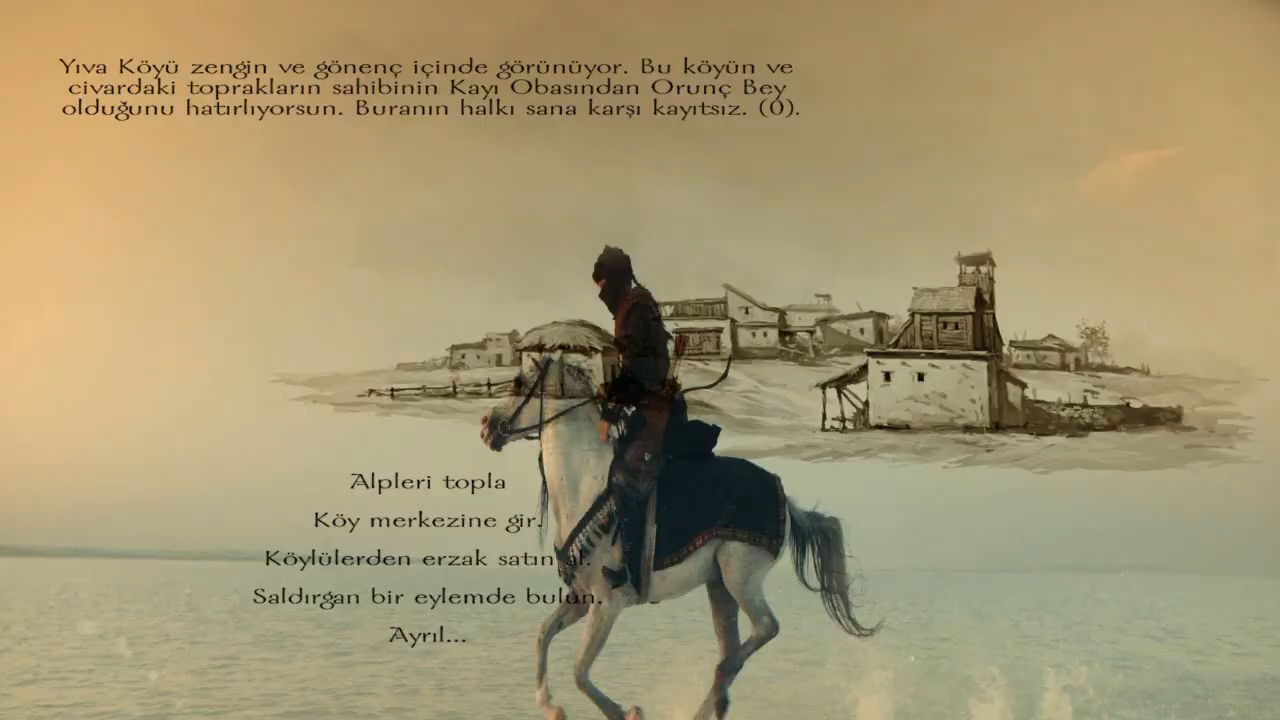 Yıva Köyü zengin ve gönenç içinde görünüyor. Bu köyün ve
civardaki toprakların sahibinin Kayı Obasından Orunç Bey
olduğunu hatırlıyorsun. Buranın halkı sana karşı kayıtsız. (0).
Alpleri topla
Köy merkezine gir.
Köylülerden erzak satın al.
Saldırgan bir eylemde bulun.
Ayrıl...